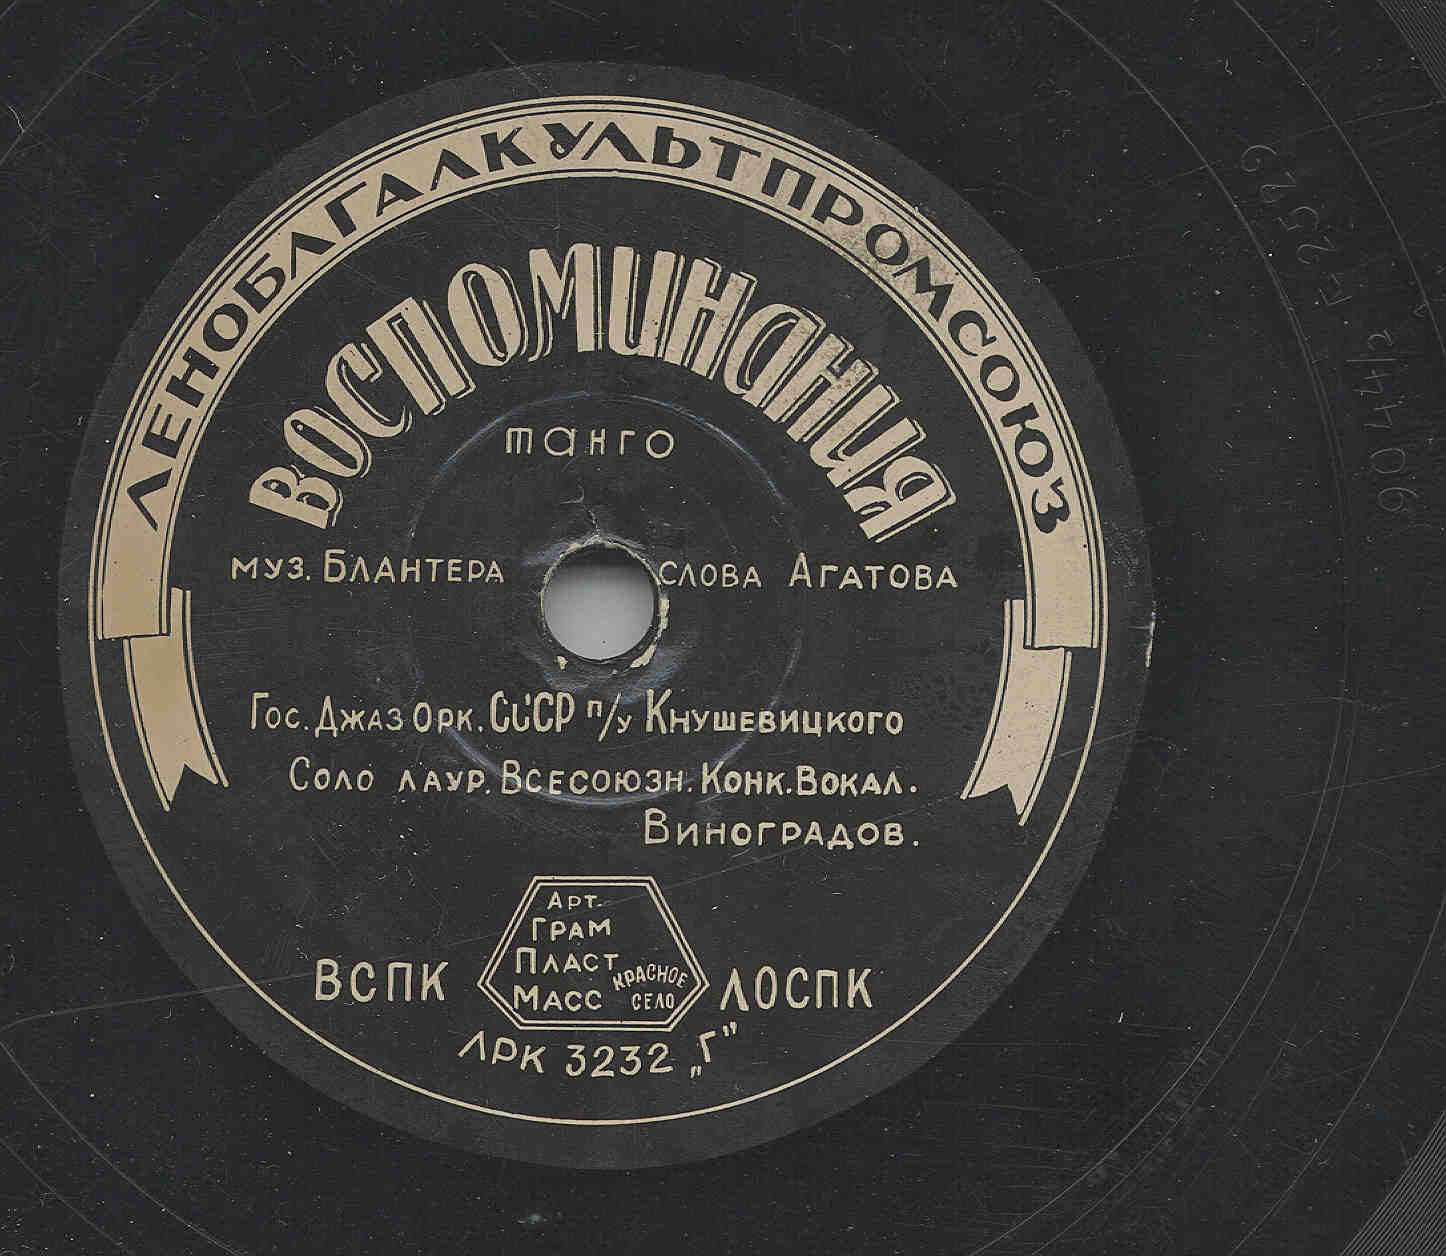 ЛЕНОБЛГАЛКУЛЬТПРОМСОЮЗ
ВОСПОМИНАНИЯ
танго
муз. Блантера слова Агатова
Гос. Джаз Орк. СССР п/у Кнушевицкого
Соло лаур. Всесоюзн. Конк. Вокал.
Виноградов.
Арт.
Грам
Пласт
Масс
Красное
Село
ВСПК ЛОСПК
ЛРК 3232 „Г"